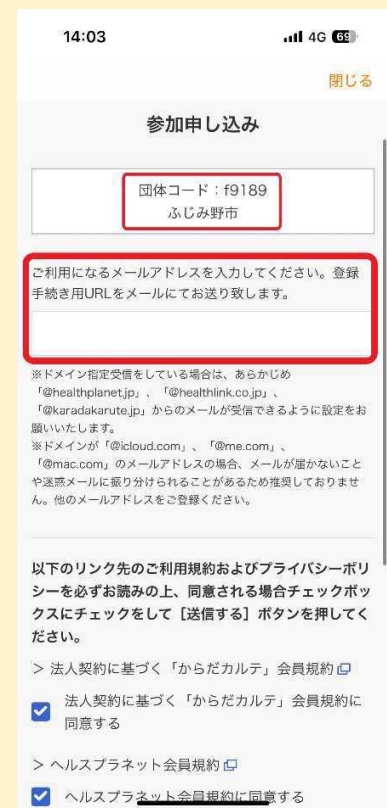 14:03
4G 69
閉じる
参加申し込み
団体コード：f9189
ふじみ野市
ご利用になるメールアドレスを入力してください。登録
手続き用URLをメールにてお送り致します。
※ドメイン指定受信をしている場合は、あらかじめ
「@healthplanet.jp」、「@healthlink.co.jp」、
「@karadakarute.jp」からのメールが受信できるように設定をお
願いいたします。
※ドメインが「@icloud.com」、「@me.com」、
「@mac.com」のメールアドレスの場合、メールが届かないこと
や迷惑メールに振り分けられることがあるため推奨しておりませ
ん。他のメールアドレスをご登録ください。
以下のリンク先のご利用規約およびプライバシーポリ
シーを必ずお読みの上、同意される場合チェックボッ
クスにチェックをして［送信する］ボタンを押してく
ださい。
> 法人契約に基づく「からだカルテ」会員規約
法人契約に基づく「からだカルテ」会員規約に
同意する
> ヘルスプラネット会員規約
ヘルスプラネット会員規約に同意する